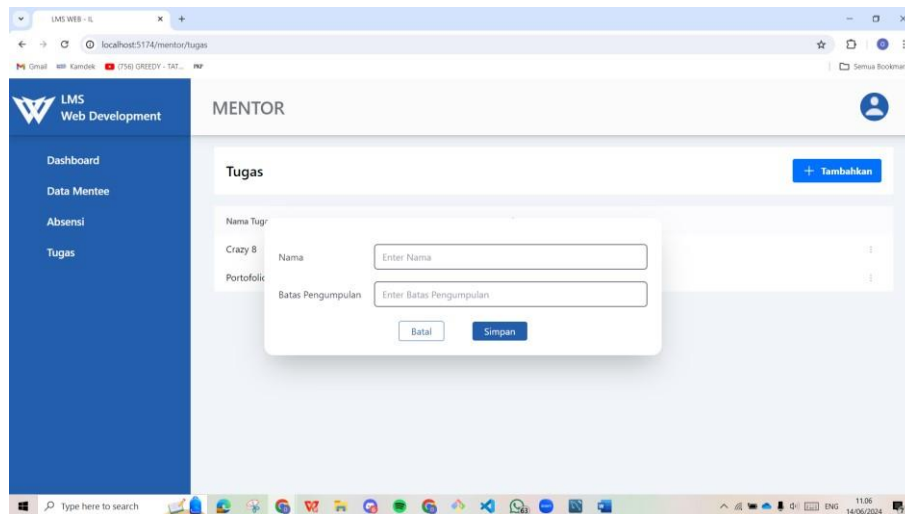 LMS WEB - IL
localhost:5174/mentor/tugas
Gmail Kamdek (756) GREEDY - TAT... Semua Bookmark
LMS
Web Development
MENTOR
Dashboard
Data Mentee
Absensi
Tugas
Tugas
+ Tambahkan
Nama Tugas
Crazy 8
Portofolio
Nama Enter Nama
Batas Pengumpulan Enter Batas Pengumpulan
Batal Simpan
Type here to search
ENG 11.06
14/06/2024